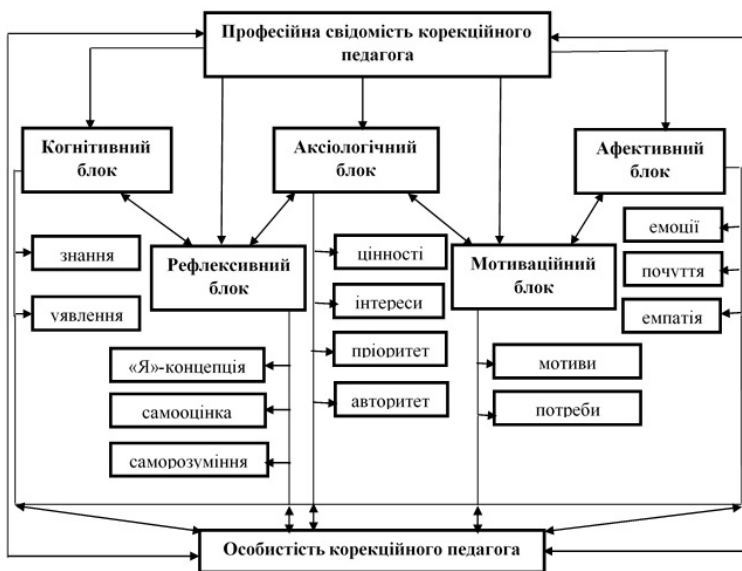 Професійна свідомість корекційного
педагога
Когнітивний
блок
Аксіологічний
блок
Афективний
блок
знання
уявлення
Рефлексивний
блок
цінності
інтереси
пріоритет
авторитет
Мотиваційний
блок
емоції
почуття
емпатія
«Я»-концепція
самооцінка
саморозуміння
мотиви
потреби
Особистість корекційного педагога